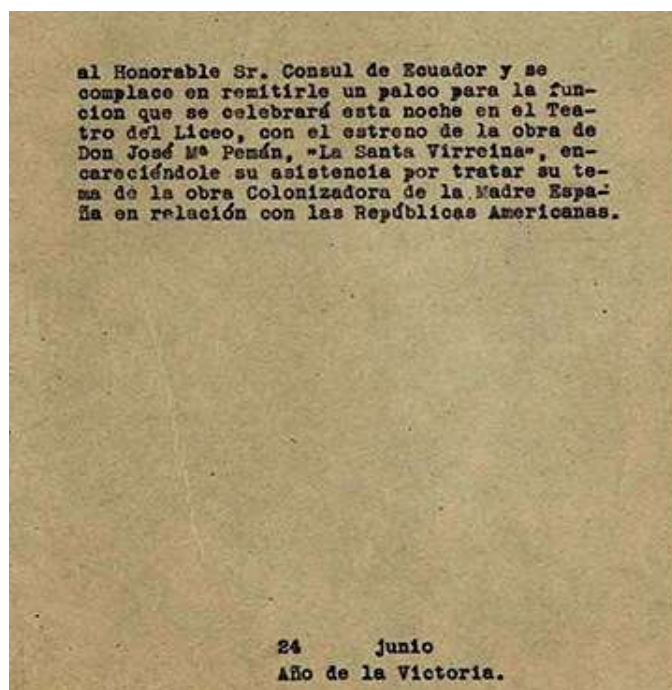 al Honorable Sr. Consul de Ecuador y se
complace en remitirle un palco para la fun-
cion que se celebrará esta noche en el Tea-
tro del Liceo, con el estreno de la obra de
Don José Mª Pemán, "La Santa Virreina", en-
careciéndole su asistencia por tratar su te-
ma de la obra Colonizadora de la Madre Espa-
ña en relación con las Repúblicas Americanas.
24 junio
Año de la Victoria.